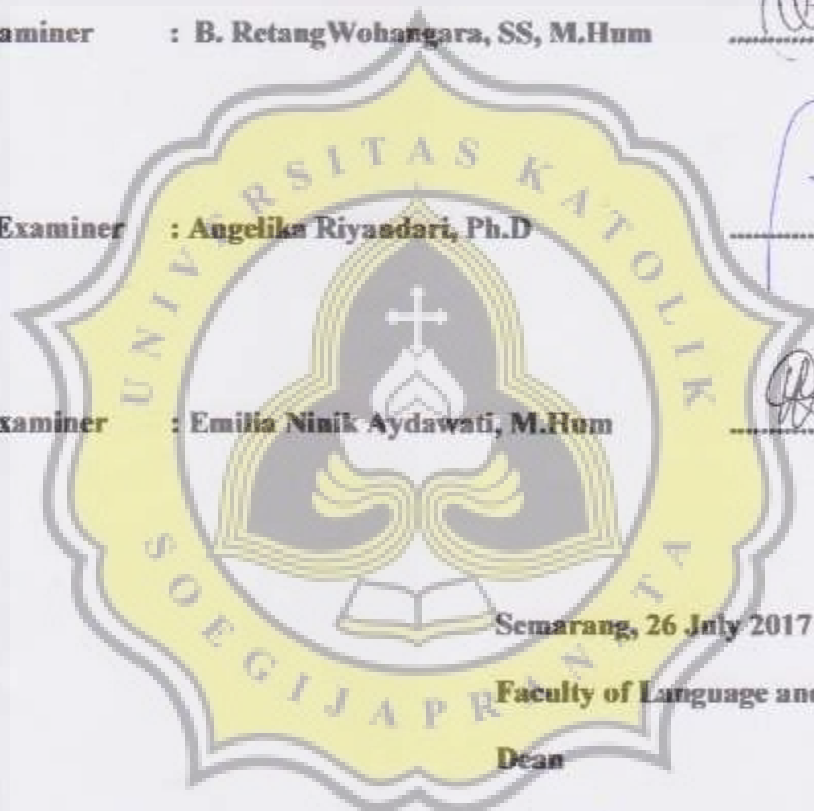 aminer : B. RetangWohangara, SS, M.Hum
UNIVERSITAS KATOLIK
Examiner : Angelika Riyandari, Ph.D
xaminer : Emilia Ninik Aydawati, M.Hum
SOEGIJAPRANATA
Semarang, 26 July 2017
Faculty of Language and
Dean